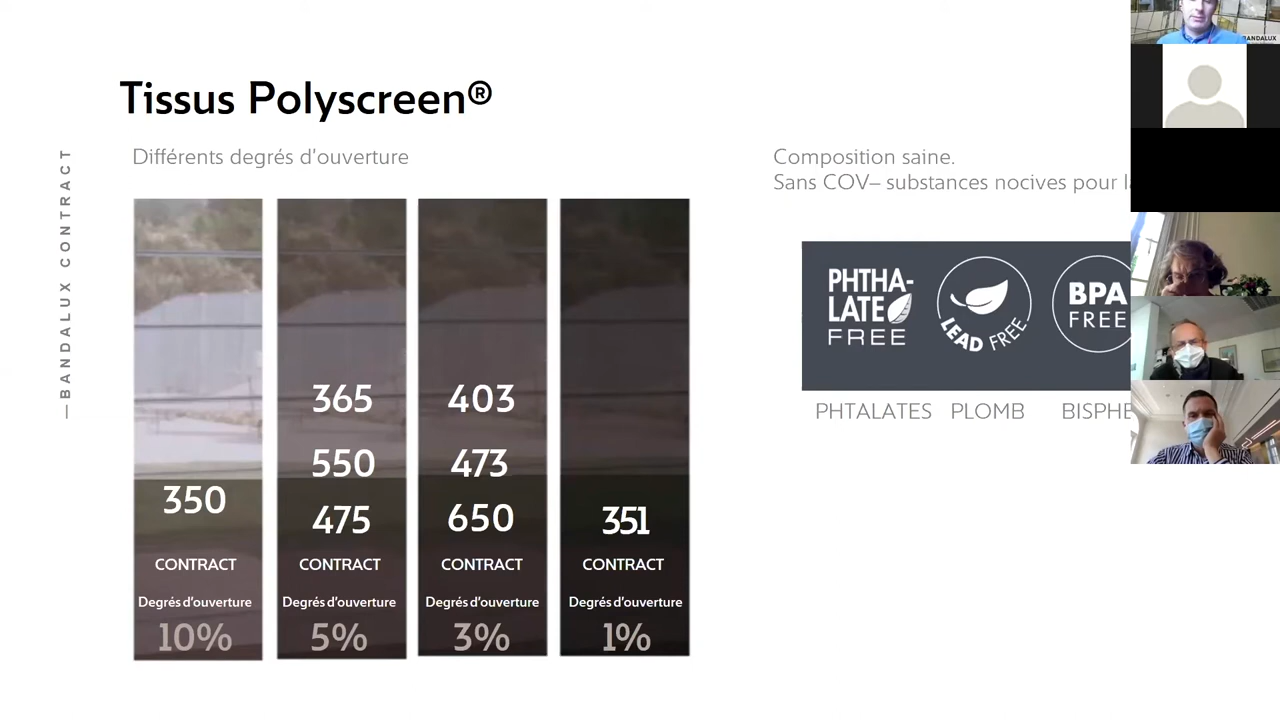 Tissus Polyscreen®
—BANDALUX CONTRACT
Différents degrés d'ouverture
350
CONTRACT
Degrés d'ouverture
10%
365
550
475
CONTRACT
Degrés d'ouverture
5%
403
473
650
CONTRACT
Degrés d'ouverture
3%
351
CONTRACT
Degrés d'ouverture
1%
Composition saine.
Sans COV– substances nocives pour
PHTHA-
LATE
FREE
LEAD FREE
BPA
FREE
PHTALATES PLOMB BISPHE
BANDALUX